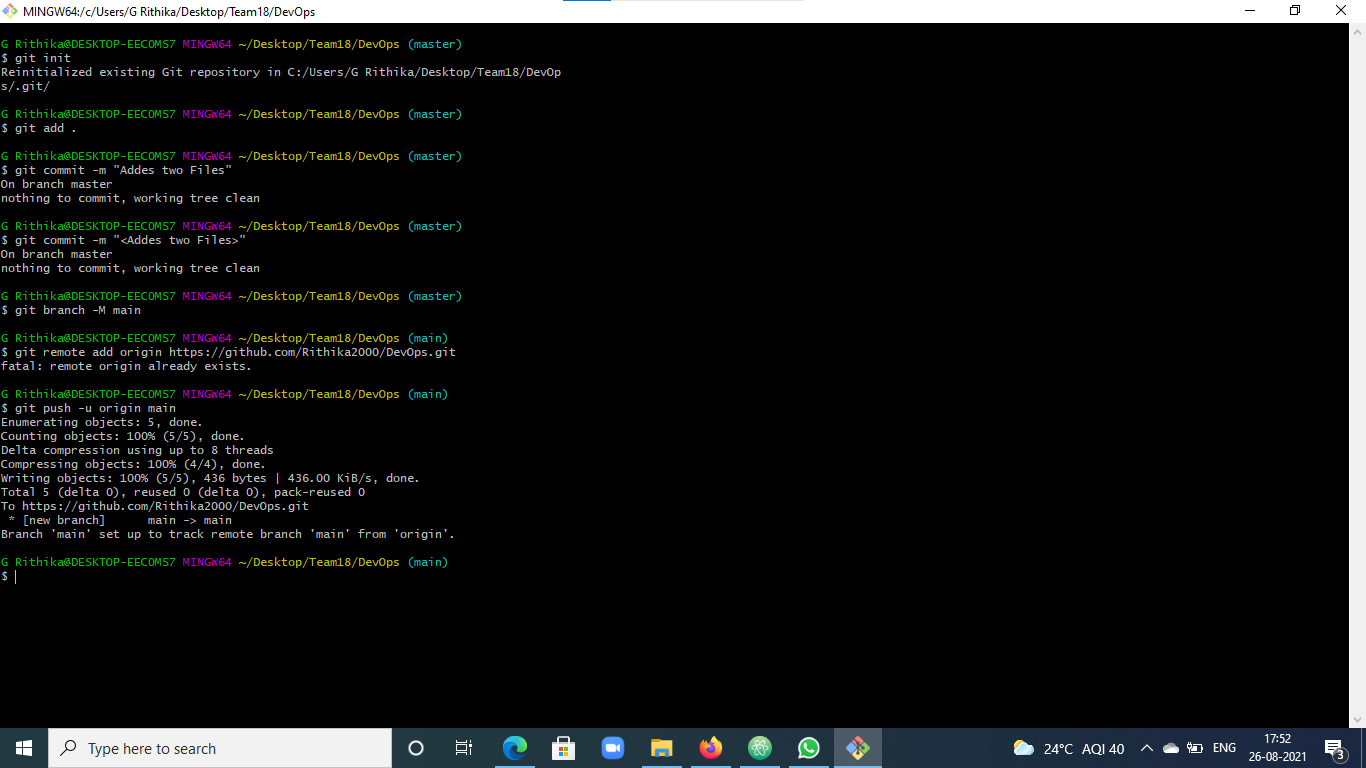 MINGW64:/c/Users/G Rithika/Desktop/Team18/DevOps
G Rithika@DESKTOP-EECOMS7 MINGW64 ~/Desktop/Team18/DevOps (master)
$ git init
Reinitialized existing Git repository in C:/Users/G Rithika/Desktop/Team18/DevOp
s/.git/
G Rithika@DESKTOP-EECOMS7 MINGW64 ~/Desktop/Team18/DevOps (master)
$ git add .
G Rithika@DESKTOP-EECOMS7 MINGW64 ~/Desktop/Team18/DevOps (master)
$ git commit -m "Addes two Files"
On branch master
nothing to commit, working tree clean
G Rithika@DESKTOP-EECOMS7 MINGW64 ~/Desktop/Team18/DevOps (master)
$ git commit -m "<Addes two Files>"
On branch master
nothing to commit, working tree clean
G Rithika@DESKTOP-EECOMS7 MINGW64 ~/Desktop/Team18/DevOps (master)
$ git branch -M main
G Rithika@DESKTOP-EECOMS7 MINGW64 ~/Desktop/Team18/DevOps (main)
$ git remote add origin https://github.com/Rithika2000/DevOps.git
fatal: remote origin already exists.
G Rithika@DESKTOP-EECOMS7 MINGW64 ~/Desktop/Team18/DevOps (main)
$ git push -u origin main
Enumerating objects: 5, done.
Counting objects: 100% (5/5), done.
Delta compression using up to 8 threads
Compressing objects: 100% (4/4), done.
Writing objects: 100% (5/5), 436 bytes | 436.00 KiB/s, done.
Total 5 (delta 0), reused 0 (delta 0), pack-reused 0
To https://github.com/Rithika2000/DevOps.git
 * [new branch]      main -> main
Branch 'main' set up to track remote branch 'main' from 'origin'.
G Rithika@DESKTOP-EECOMS7 MINGW64 ~/Desktop/Team18/DevOps (main)
$
Type here to search
24°C AQI 40
ENG
17:52
26-08-2021
3